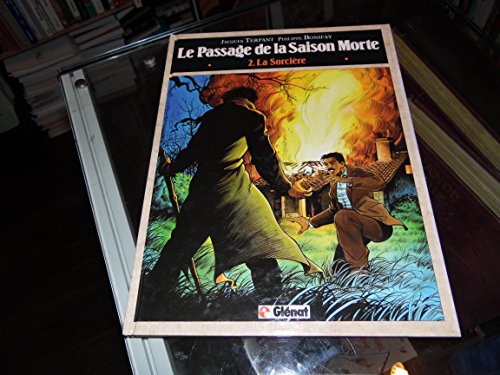 Jacques Terpant Philippe Bonifay
Le Passage de la Saison Morte
2. La Sorcière
Glénat